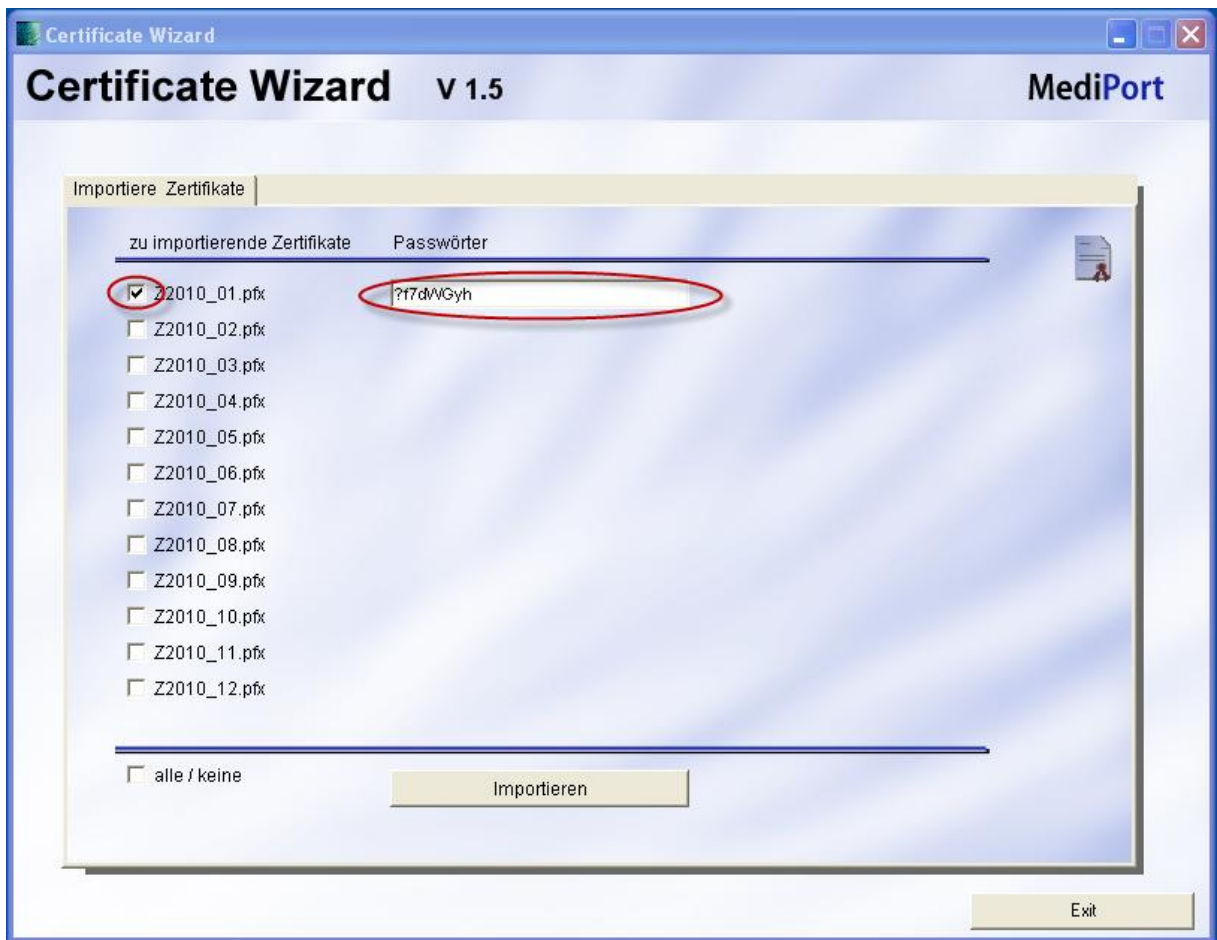 Certificate Wizard
Certificate Wizard V 1.5 MediPort
Importiere Zertifikate
zu importierende Zertifikate Passwörter
Z2010_01.pfx ?f7dWGyh
Z2010_02.pfx
Z2010_03.pfx
Z2010_04.pfx
Z2010_05.pfx
Z2010_06.pfx
Z2010_07.pfx
Z2010_08.pfx
Z2010_09.pfx
Z2010_10.pfx
Z2010_11.pfx
Z2010_12.pfx
alle / keine
Importieren
Exit